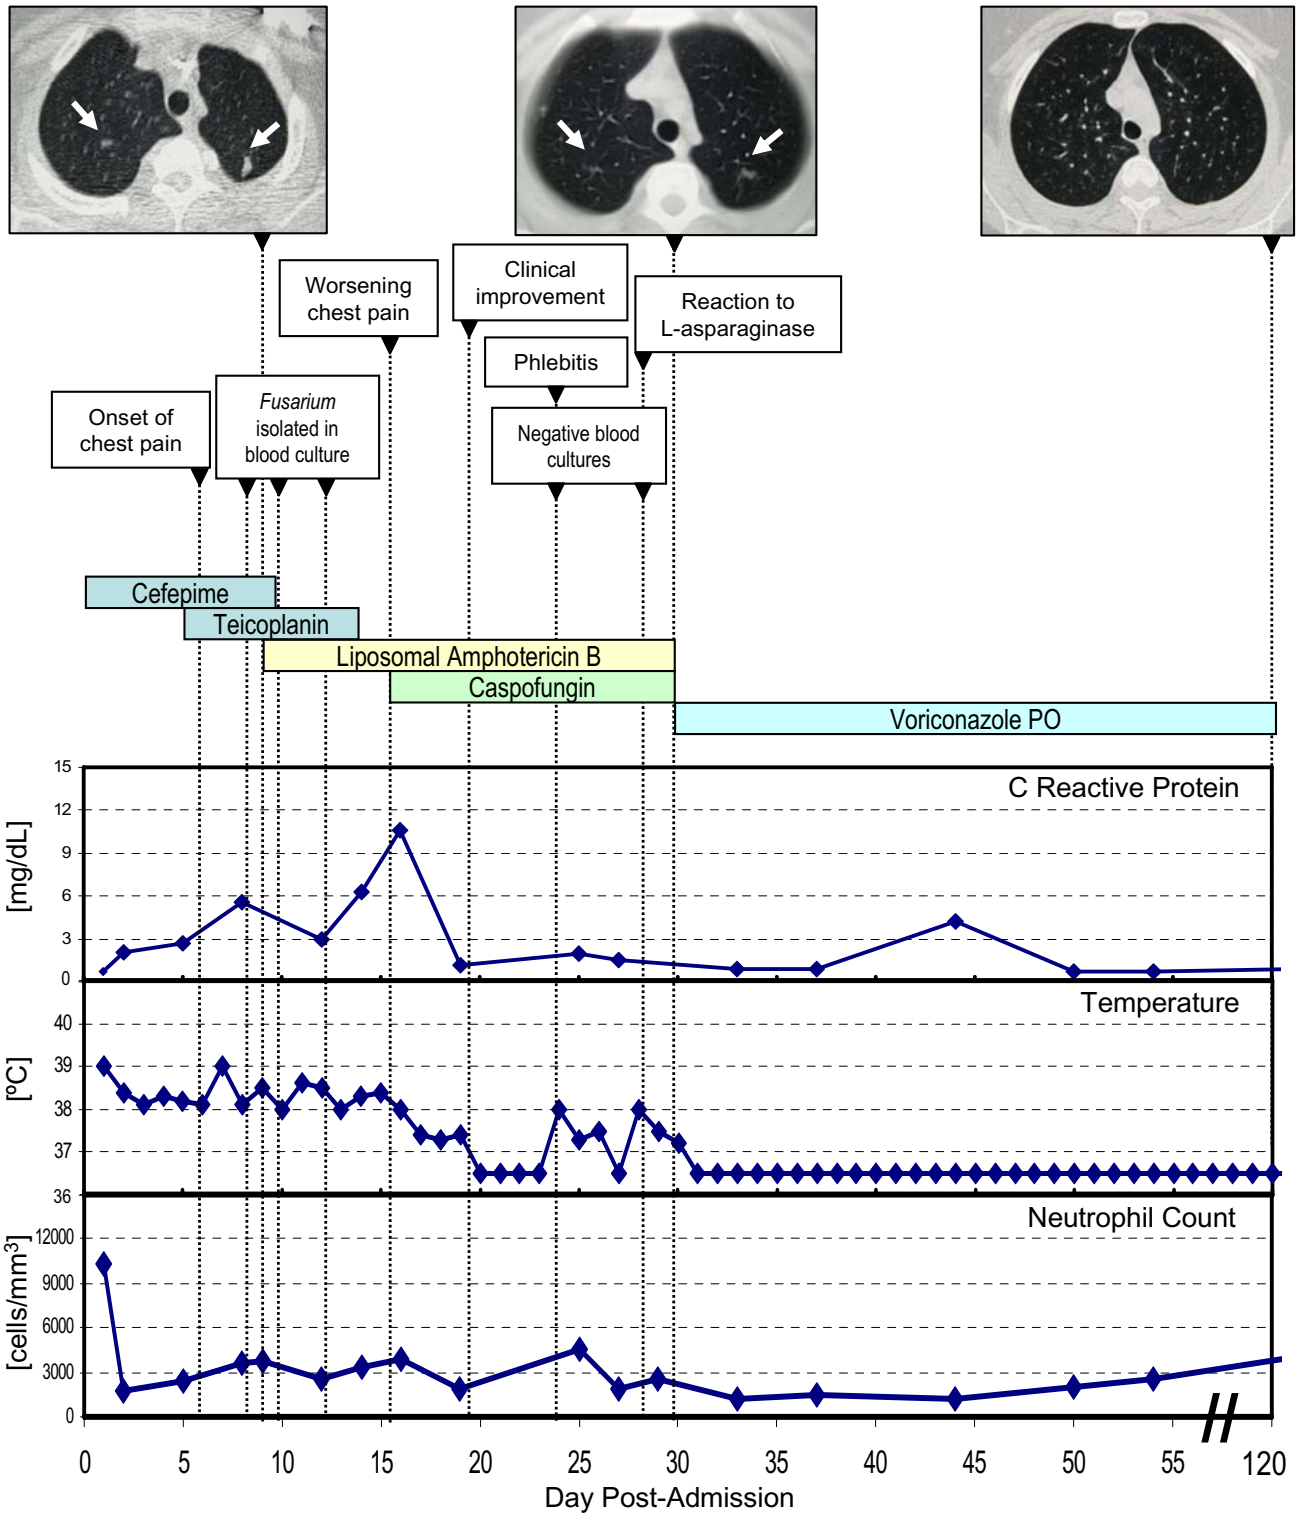 Clinical
improvement
Worsening
chest pain
Reaction to
L-asparaginase
Phlebitis
Fusarium
isolated in
blood culture
Onset of
chest pain
Negative blood
cultures
Cefepime
Teicoplanin
Liposomal Amphotericin B
Caspofungin
Voriconazole PO
C Reactive Protein
[mg/dL]
15
12
9
6
3
0
Temperature
[ºC]
40
39
38
37
36
Neutrophil Count
[cells/mm³]
12000
9000
6000
3000
0
0 5 10 15 20 25 30 35 40 45 50 55 120
Day Post-Admission